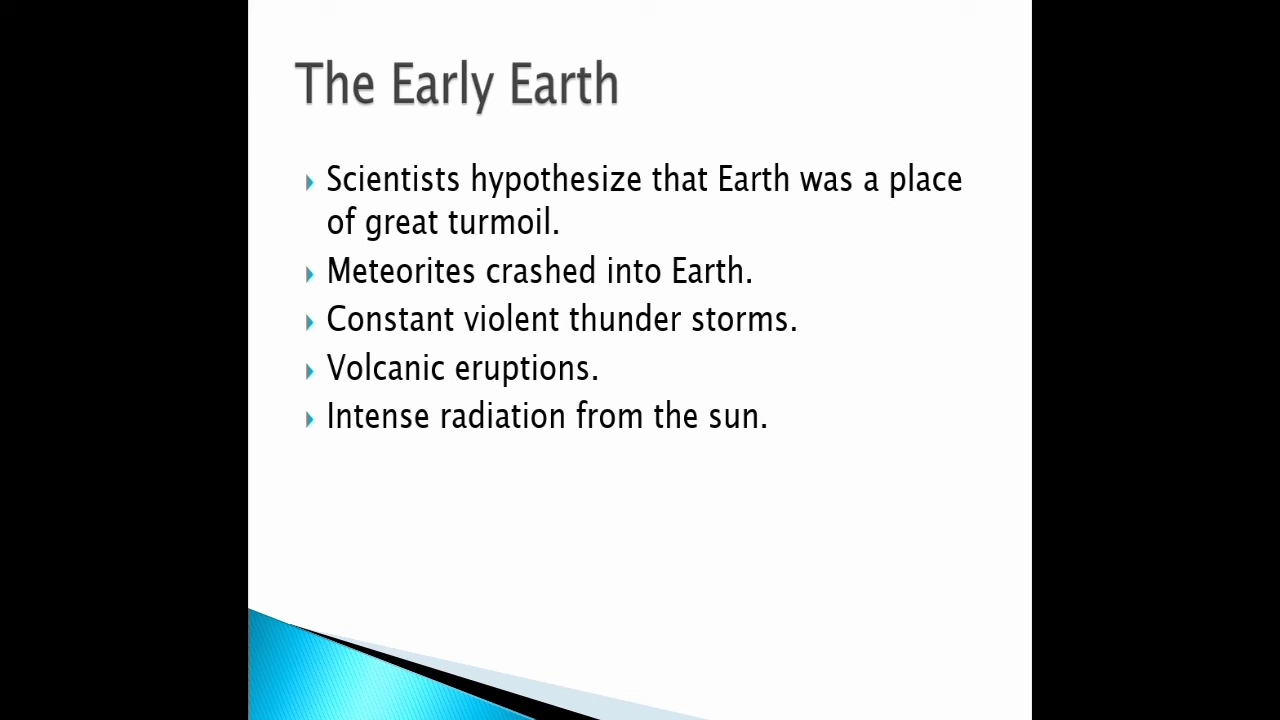 The Early Earth
Scientists hypothesize that Earth was a place
of great turmoil.
Meteorites crashed into Earth.
Constant violent thunder storms.
Volcanic eruptions.
Intense radiation from the sun.